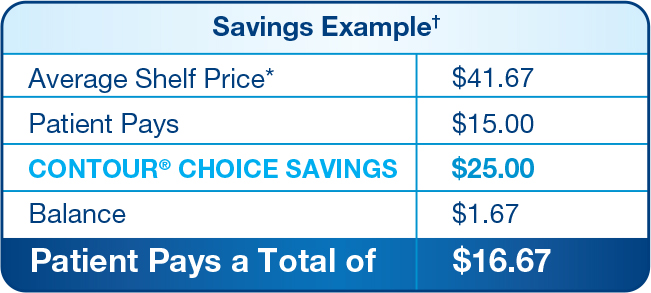 Savings Example†
Average Shelf Price* $41.67
Patient Pays $15.00
CONTOUR® CHOICE SAVINGS $25.00
Balance $1.67
Patient Pays a Total of $16.67